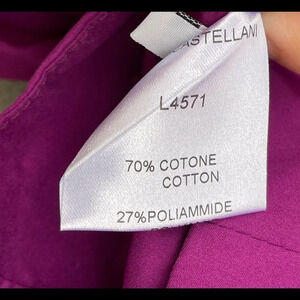 ASTELLANI
L4571
70% COTONE
COTTON
27%POLIAMMIDE